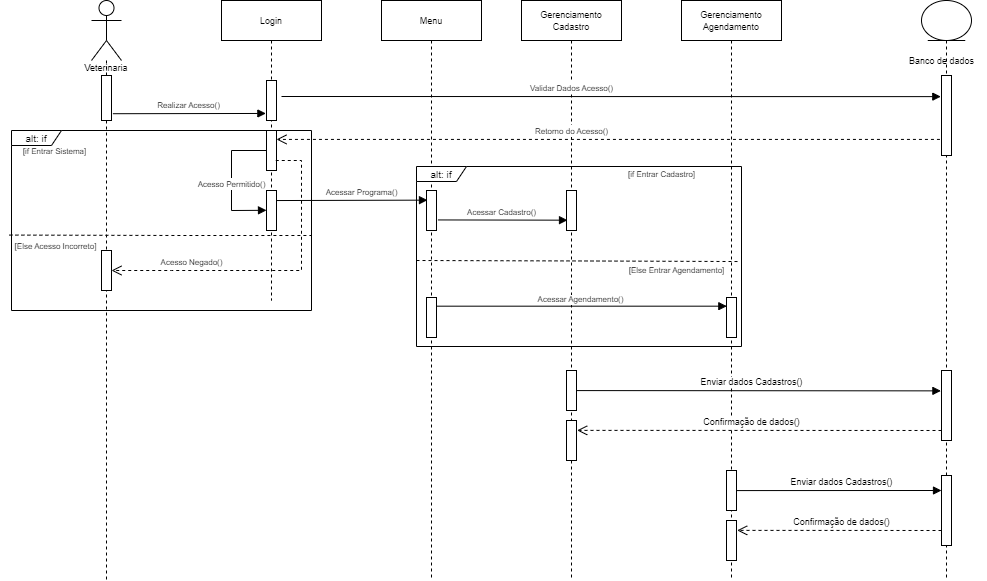 Login
Menu
Gerenciamento
Cadastro
Gerenciamento
Agendamento
Veterinaria
Banco de dados
Validar Dados Acesso()
Realizar Acesso()
Retorno do Acesso()
alt: if
[if Entrar Sistema]
alt: if
[if Entrar Cadastro]
Acesso Permitido()
Acessar Programa()
Acessar Cadastro()
[Else Acesso Incorreto]
Acesso Negado()
[Else Entrar Agendamento]
Acessar Agendamento()
Enviar dados Cadastros()
Confirmação de dados()
Enviar dados Cadastros()
Confirmação de dados()